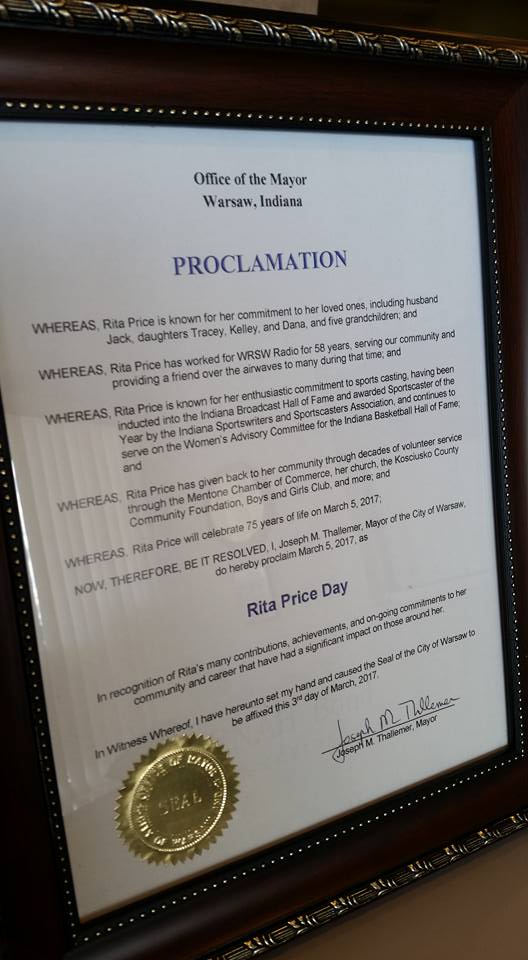 Office of the Mayor
Warsaw, Indiana
PROCLAMATION
WHEREAS, Rita Price is known for her commitment to her loved ones, including husband
Jack, daughters Tracey, Kelley, and Dana, and five grandchildren; and
WHEREAS, Rita Price has worked for WRSW Radio for 58 years, serving our community and
providing a friend over the airwaves to many during that time; and
WHEREAS, Rita Price is known for her enthusiastic commitment to sports casting, having been
inducted into the Indiana Broadcast Hall of Fame and awarded Sportscaster of the
Year by the Indiana Sportswriters and Sportscasters Association, and continues to
serve on the Women's Advisory Committee for the Indiana Basketball Hall of Fame;
and
WHEREAS, Rita Price has given back to her community through decades of volunteer service
through the Mentone Chamber of Commerce, her church, the Kosciusko County
Community Foundation, Boys and Girls Club, and more; and
WHEREAS, Rita Price will celebrate 75 years of life on March 5, 2017;
NOW, THEREFORE, BE IT RESOLVED, I, Joseph M. Thallemer, Mayor of the City of Warsaw,
do hereby proclaim March 5, 2017, as
Rita Price Day
In recognition of Rita's many contributions, achievements, and on-going commitments to her
community and career that have had a significant impact on those around her.
In Witness Whereof, I have hereunto set my hand and caused the Seal of the City of Warsaw to
be affixed this 3rd day of March, 2017.
Joseph M. Thallemer
Joseph M. Thallemer, Mayor
SEAL